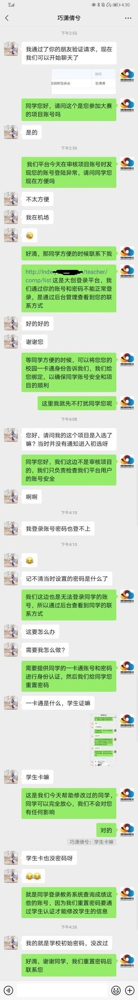 4:30
巧潇倩兮
下午2:55
我通过了你的朋友验证请求，现在
我们可以开始聊天了
姓名
李潇潇
同学您好，请问这个是您参加大赛
的项目账号吗
是的
下午2:59
我们平台今天在审核项目账号时发
现您的账号登陆异常，请问同学您
现在方便吗
不太方便
我在机场
好滴，那同学方便的时候联系下我
http://lndx /teacher/
comp/list 这是大创登录平台，我
们通过你的账号和密码不能正常登
录，是通过后台管理查看到您的联
系方式
好的好的
谢谢您
等同学方便的时候，可以将您您的
校园一卡通身份告诉我们，我们给
您绑定，以确保同学账号安全和项
目的顺利
这里我就先不打扰同学您呢
下午4:08
您好，请问我的这个项目是入选了
嘛？当时并没有通知进入初选呀
同学您好，我们这边不是审核项目
的，我们只负责检查我们平台用户
的账号安全
啊啊
下午4:10
我登录账号密码也登不上
下午4:10
记不清当时设置的密码是什么了
我们这边也是无法登录同学的账
号，所以通过后台查看到同学的联
系方式
这要怎么办
需要我怎么做？
需要提供同学的一卡通账号和密码
进行身份认证，然后我们给同学您
重置密码
一卡通是什么，学生证嘛
学生卡嘛
这是我们今天帮助修改过的同学，
同学可以完全放心，我们不会对您
有任何影响
对的
巧潇倩兮：学生卡嘛
学生卡也没密码呀
就是同学登录教务系统查询成绩这
些的账号，因为我们重置密码要通
过学生认证才能修改学生的信息
下午4:26
我的就是学校初始密码，没改过
好滴，谢谢同学，我们重置密码后
联系您